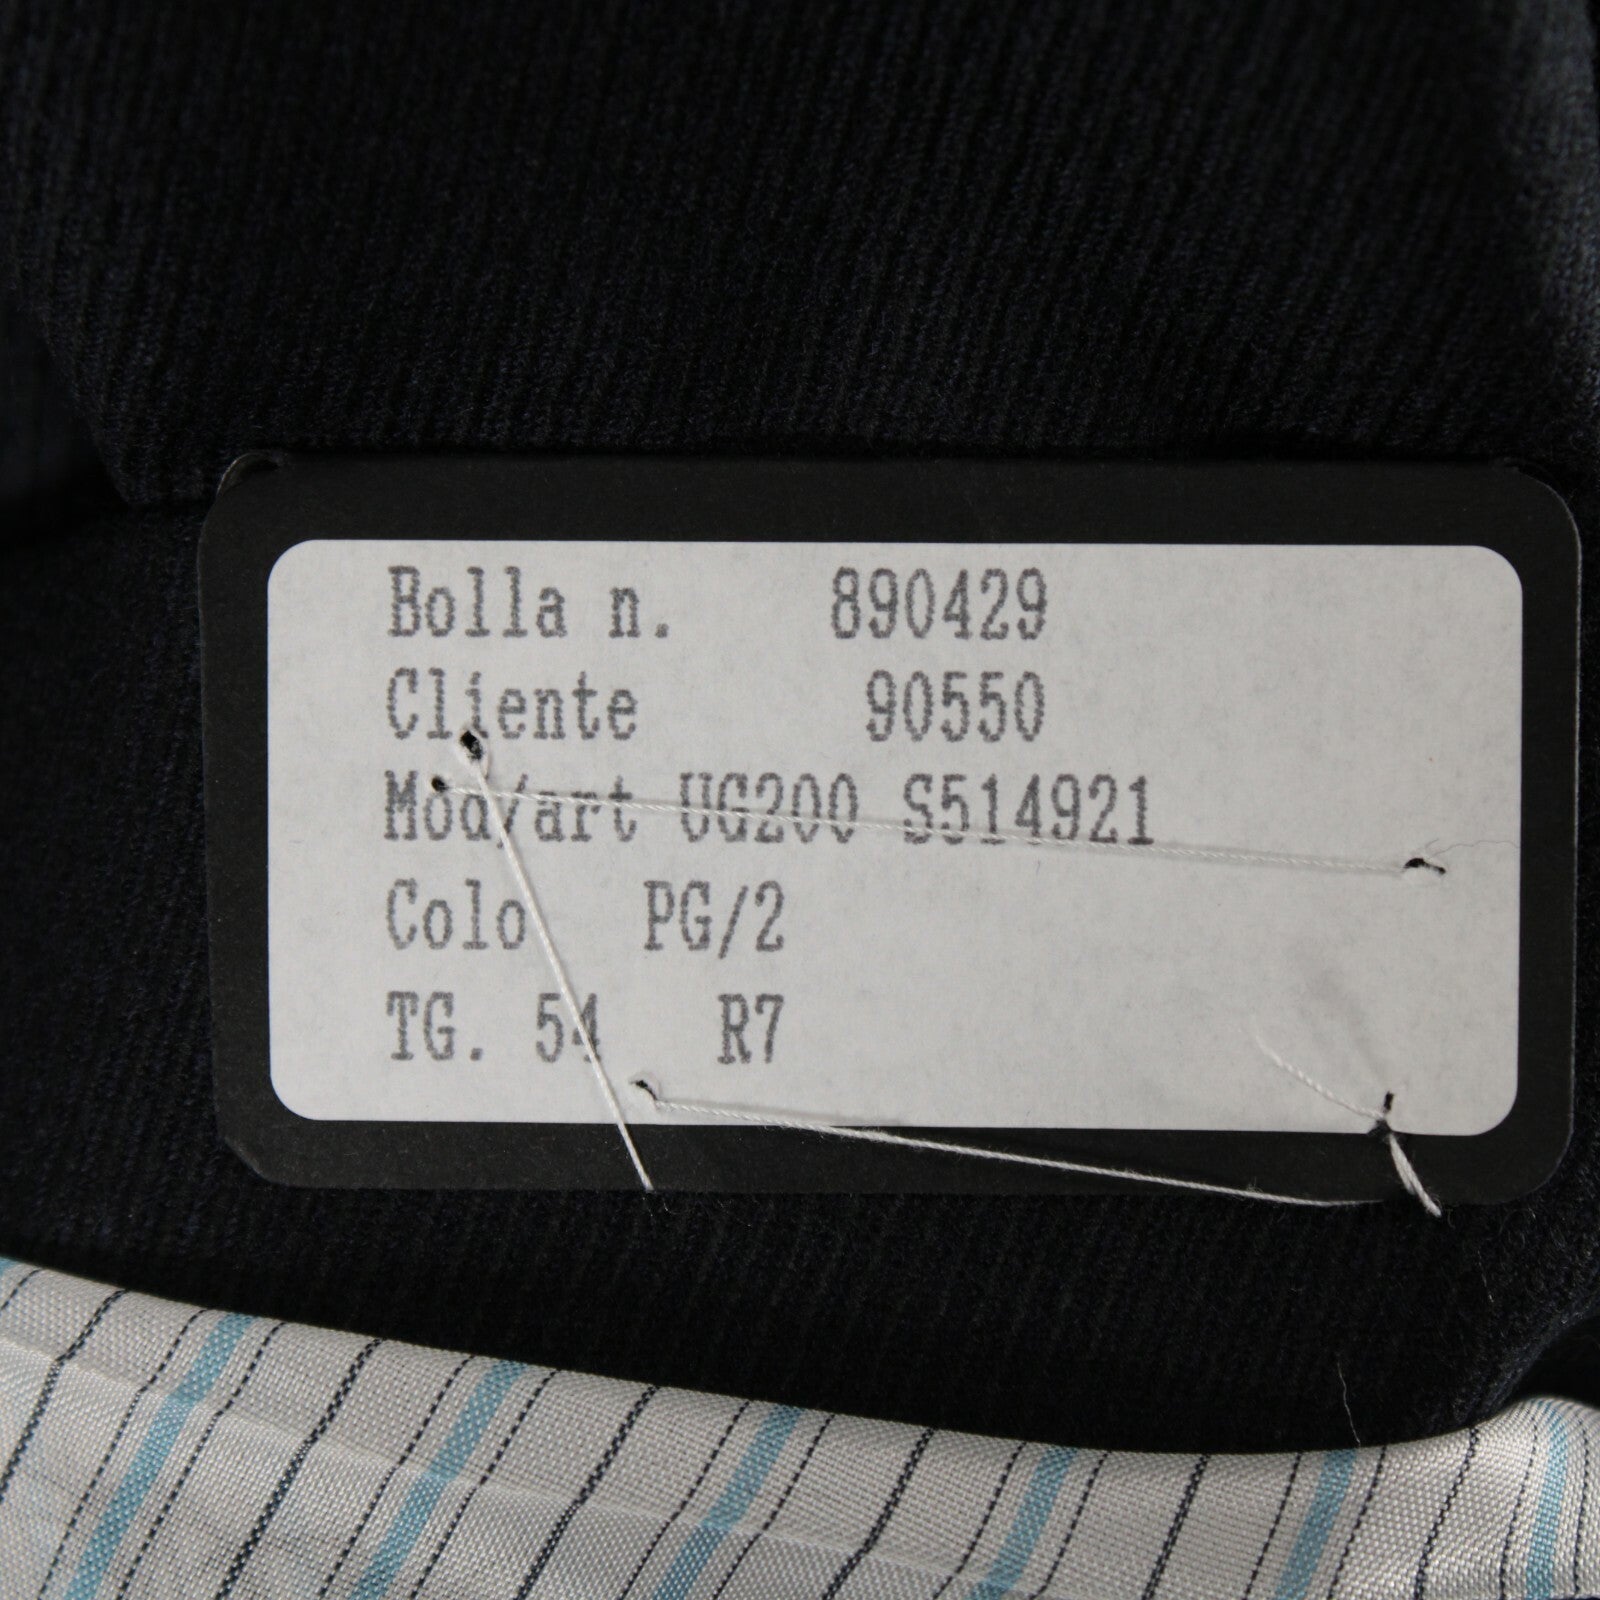 Bolla n. 890429
Cliente 90550
Mod/art UG200 S514921
Colo PG/2
TG. 54 R7